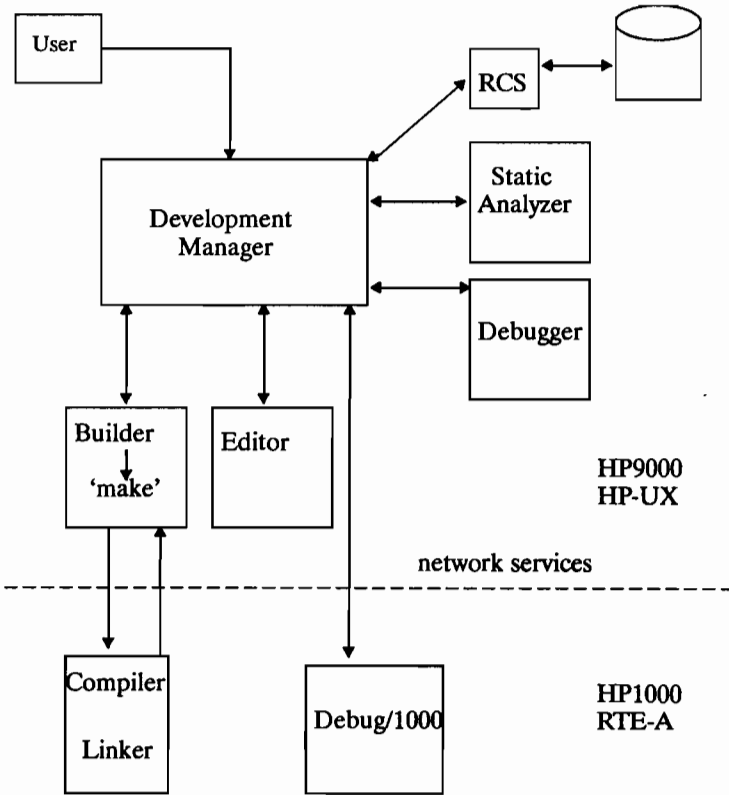 User
RCS
Static
Analyzer
Development
Manager
Debugger
Builder
‘make’
Editor
HP9000
HP-UX
network services
Compiler
Linker
Debug/1000
HP1000
RTE-A